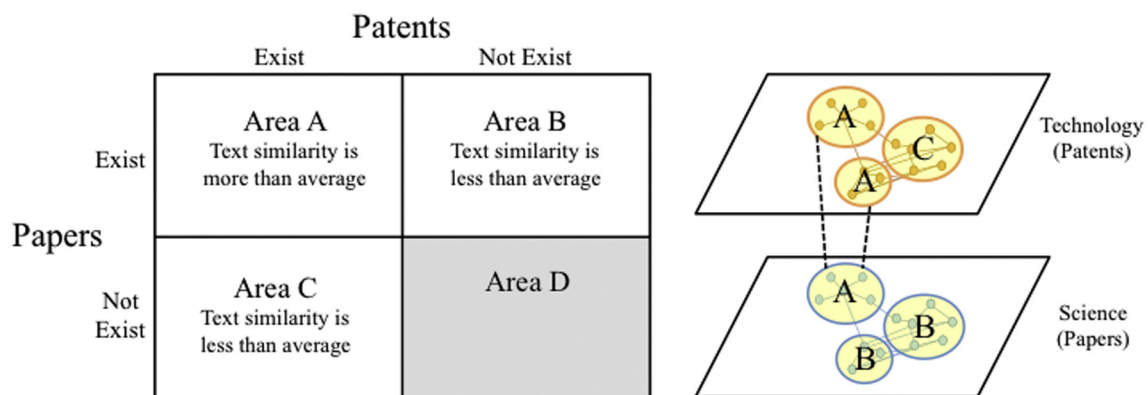 Patents
Exist
Not Exist
Papers
Exist
Area A
Text similarity is
more than average
Area B
Text similarity is
less than average
Not
Exist
Area C
Text similarity is
less than average
Area D
A
C
A
Technology
(Patents)
A
B
B
Science
(Papers)